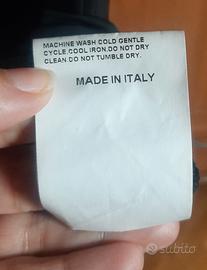 MACHINE WASH COLD GENTLE
CYCLE.COOL IRON.DO NOT DRY
CLEAN.DO NOT TUMBLE DRY.
MADE IN ITALY
subito